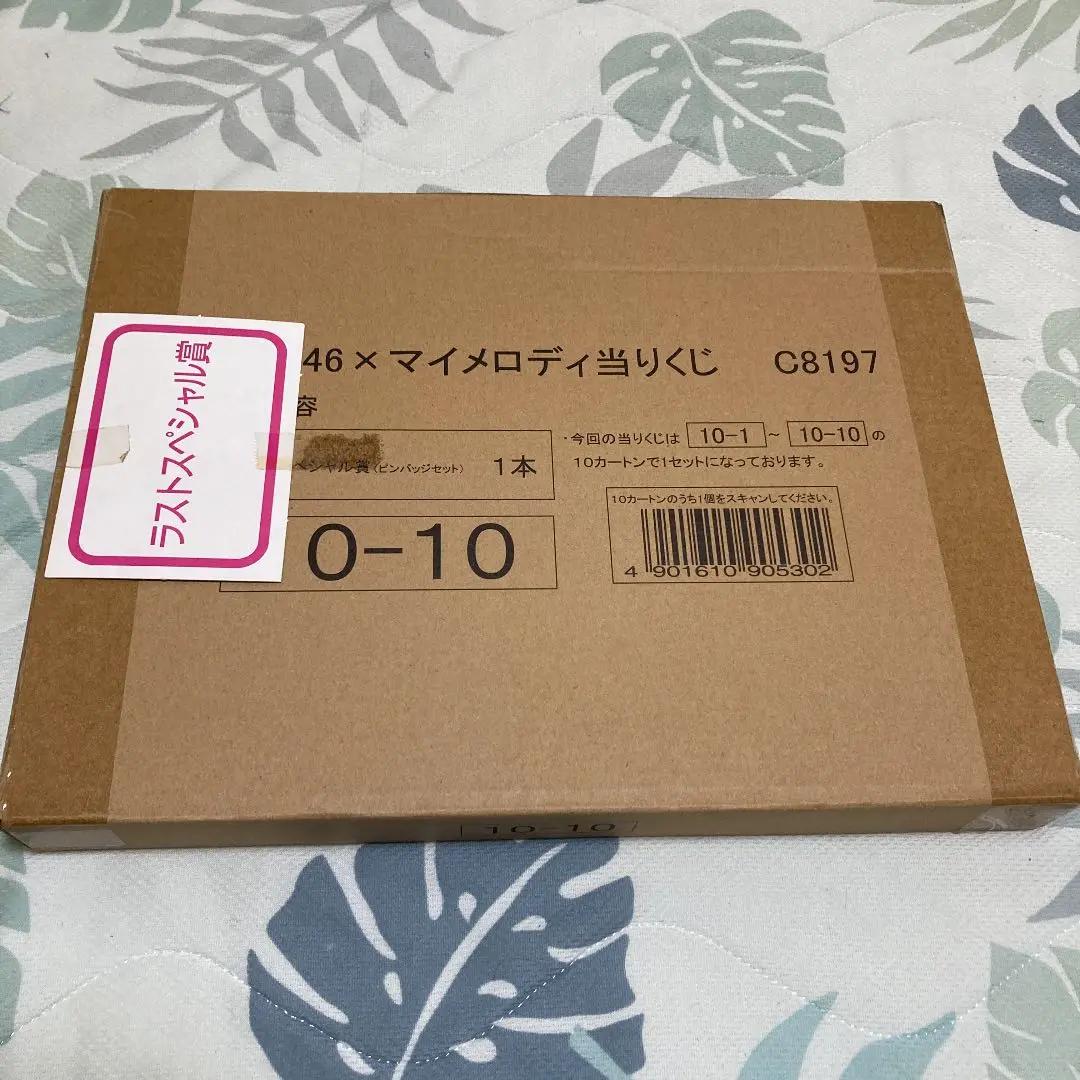 46×マイメロディ当りくじ C8197
容
ペシャル賞(ピンバッジセット) 1本
0-10
・今回の当りくじは 10-1 ~ 10-10 の
10カートンで1セットになっております。
10カートンのうち1個をスキャンしてください。
4 901610 905302
ラストスペシャル賞
10-10